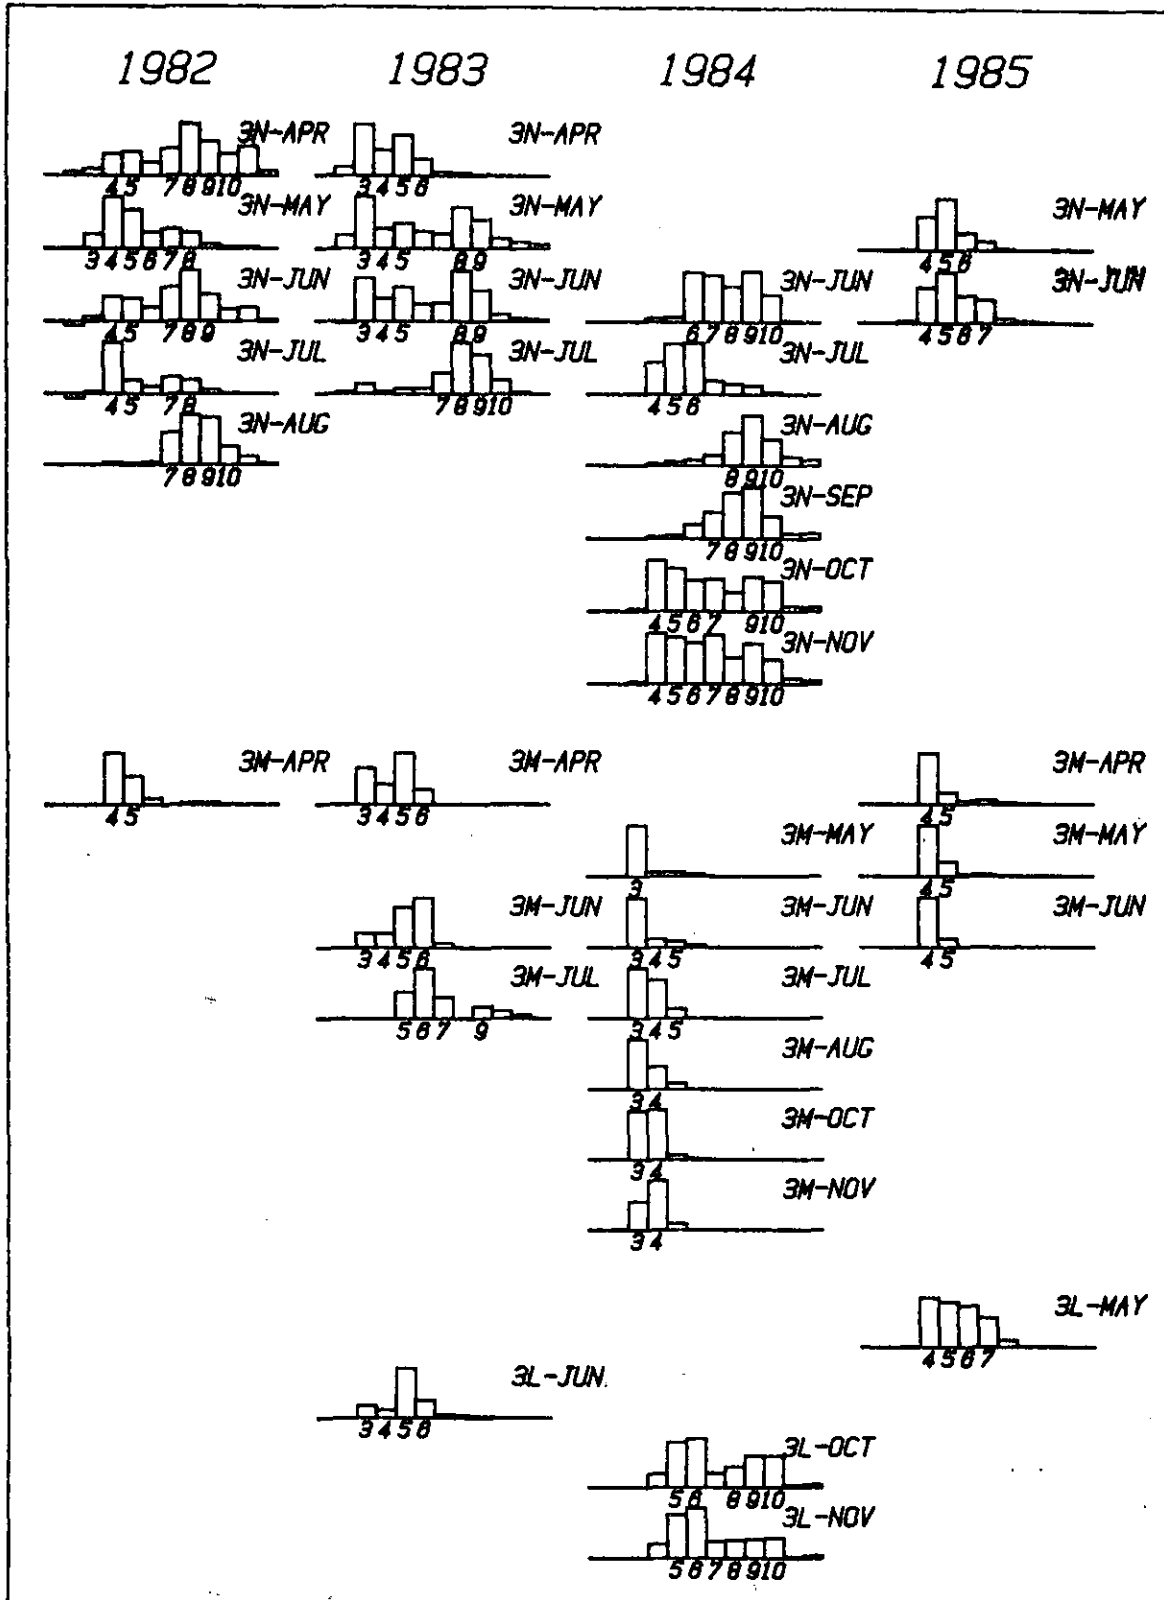 1982 1983 1984 1985
3N-APR 3N-APR
4 5 7 8 9 10 3 4 5 6
3N-MAY 3N-MAY 3N-MAY
3 4 5 6 7 8 3 4 5 8 9 4 5 6
3N-JUN 3N-JUN 3N-JUN 3N-JUN
4 5 7 8 9 3 4 5 8 9 6 7 8 9 10 4 5 6 7
3N-JUL 3N-JUL 3N-JUL
4 5 7 8 7 8 9 10 4 5 6
3N-AUG 3N-AUG
7 8 9 10 8 9 10
3N-SEP
7 8 9 10
3N-OCT
4 5 6 7 9 10
3N-NOV
4 5 6 7 8 9 10
3M-APR 3M-APR 3M-APR
4 5 3 4 5 6 4 5
3M-MAY 3M-MAY
3 4 5
3M-JUN 3M-JUN 3M-JUN
3 4 5 6 3 4 5 4 5
3M-JUL 3M-JUL
5 6 7 9 3 4 5
3M-AUG
3 4
3M-OCT
3 4
3M-NOV
3 4
3L-MAY
4 5 6 7
3L-JUN
3 4 5 6
3L-OCT
5 6 8 9 10
3L-NOV
5 6 7 8 9 10